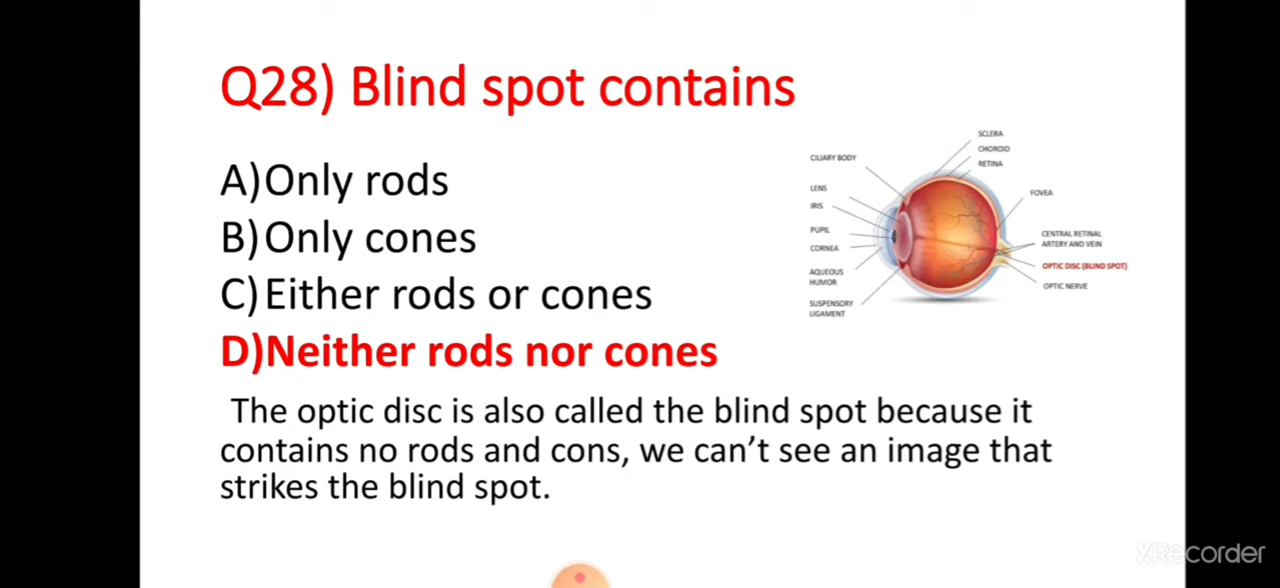 Q28) Blind spot contains
A)Only rods
B)Only cones
C)Either rods or cones
D)Neither rods nor cones
The optic disc is also called the blind spot because it
contains no rods and cons, we can't see an image that
strikes the blind spot.
CILIARY BODY
LENS
IRIS
PUPIL
CORNEA
AQUEOUS
HUMOR
SUSPENSORY
LIGAMENT
SCLERA
CHOROID
RETINA
FOVEA
CENTRAL RETINAL
ARTERY AND VEIN
OPTIC DISC (BLIND SPOT)
OPTIC NERVE
XRecorder